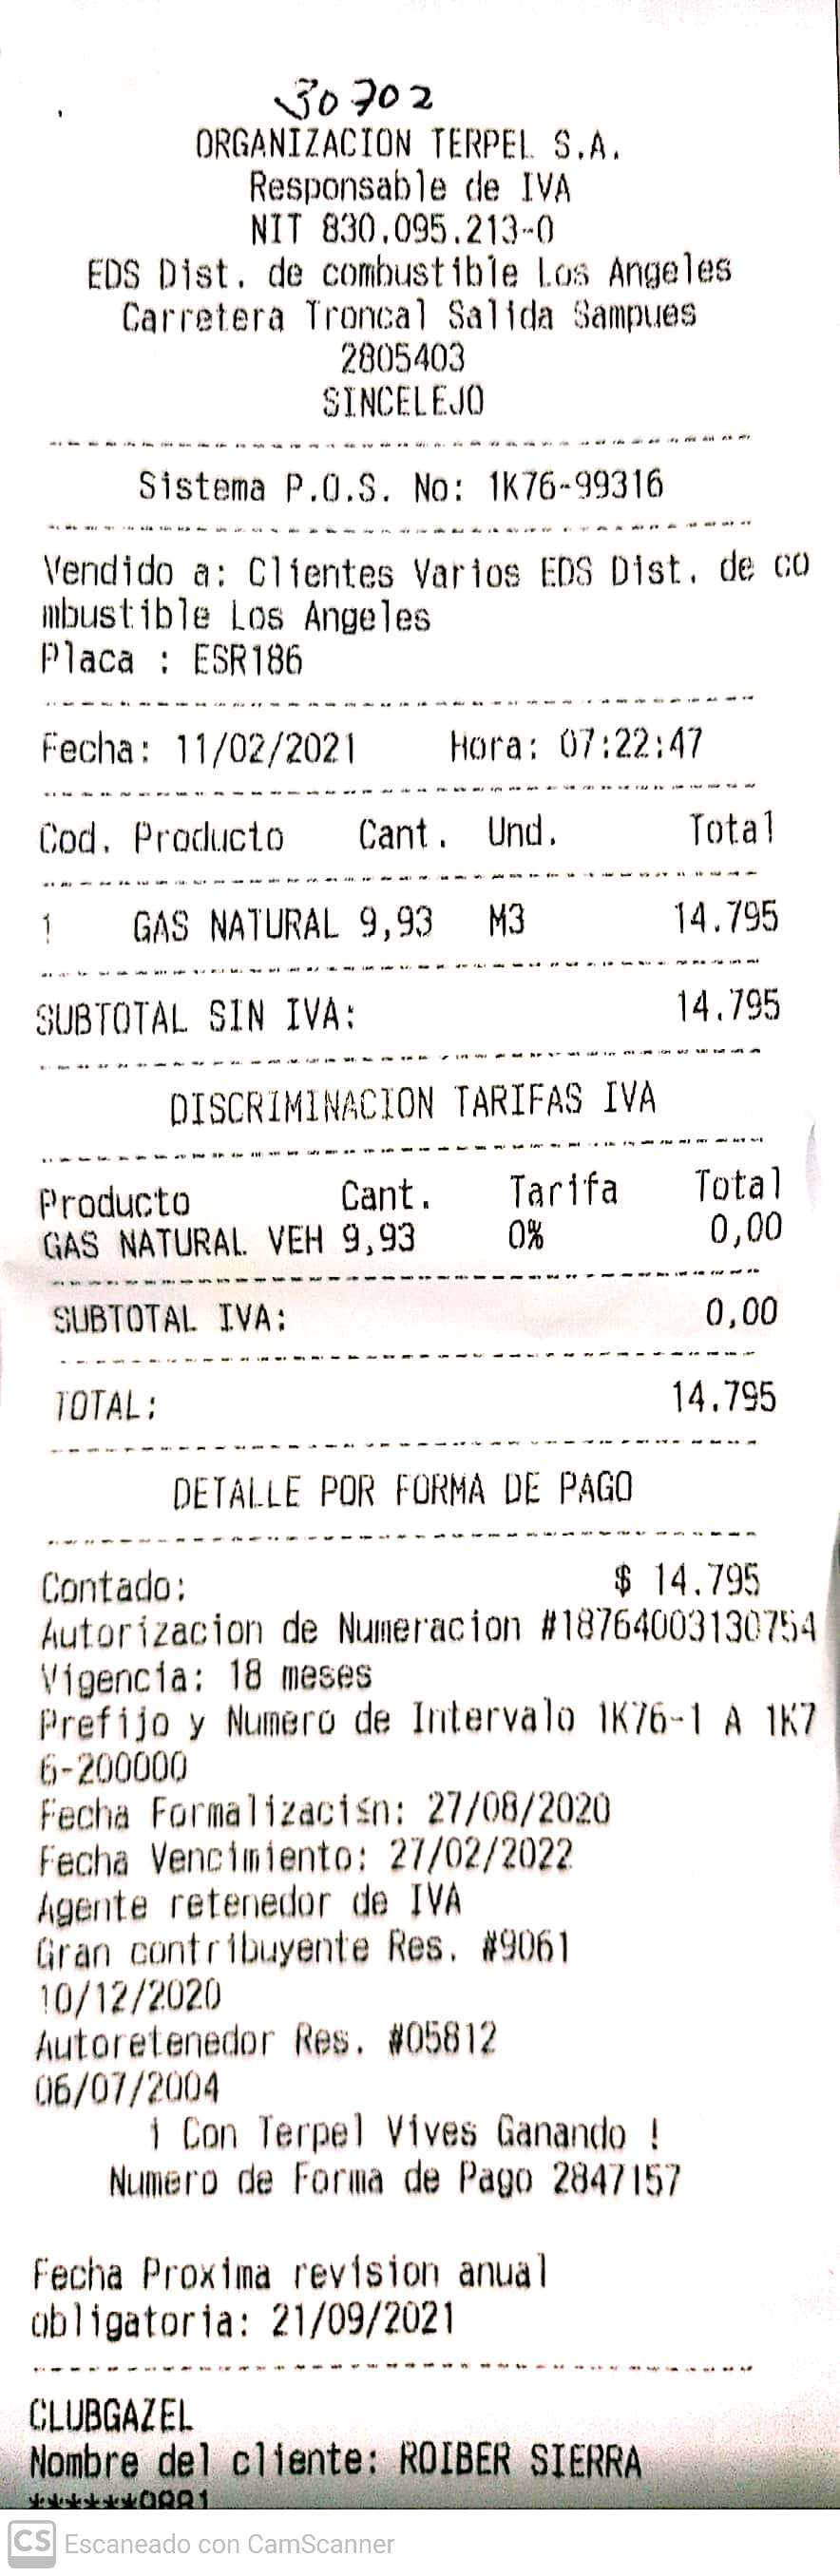 30702
ORGANIZACION TERPEL S.A.
Responsable de IVA
NIT 830.095.213-0
EDS Dist. de combustible Los Angeles
Carretera Troncal Salida Sampues
2805403
SINCELEJO
Sistema P.O.S. No: 1K76-99316
Vendido a: Clientes Varios EDS Dist. de co
mbustible Los Angeles
Placa : ESR186
Fecha: 11/02/2021 Hora: 07:22:47
Cod. Producto Cant. Und. Total
1 GAS NATURAL 9,93 M3 14.795
SUBTOTAL SIN IVA: 14.795
DISCRIMINACION TARIFAS IVA
Producto Cant. Tarifa Total
GAS NATURAL VEH 9,93 0% 0,00
SUBTOTAL IVA: 0,00
TOTAL: 14.795
DETALLE POR FORMA DE PAGO
Contado: $ 14.795
Autorizacion de Numeracion #18764003130754
Vigencia: 18 meses
Prefijo y Numero de Intervalo 1K76-1 A 1K7
6-200000
Fecha Formalizaci≤n: 27/08/2020
Fecha Vencimiento: 27/02/2022
Agente retenedor de IVA
Gran contribuyente Res. #9061
10/12/2020
Autoretenedor Res. #05812
06/07/2004
¡ Con Terpel Vives Ganando !
Numero de Forma de Pago 2847157
Fecha Proxima revision anual
obligatoria: 21/09/2021
CLUBGAZEL
Nombre del cliente: ROIBER SIERRA
******0881
CS Escaneado con CamScanner